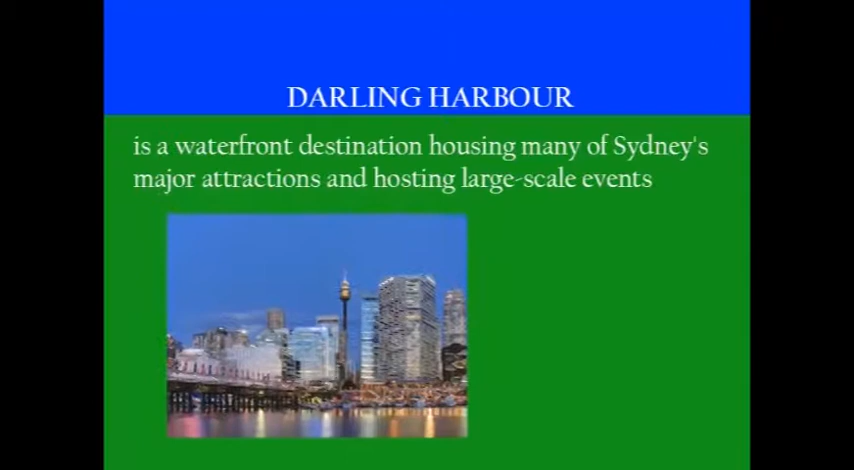 DARLING HARBOUR
is a waterfront destination housing many of Sydney's
major attractions and hosting large-scale events